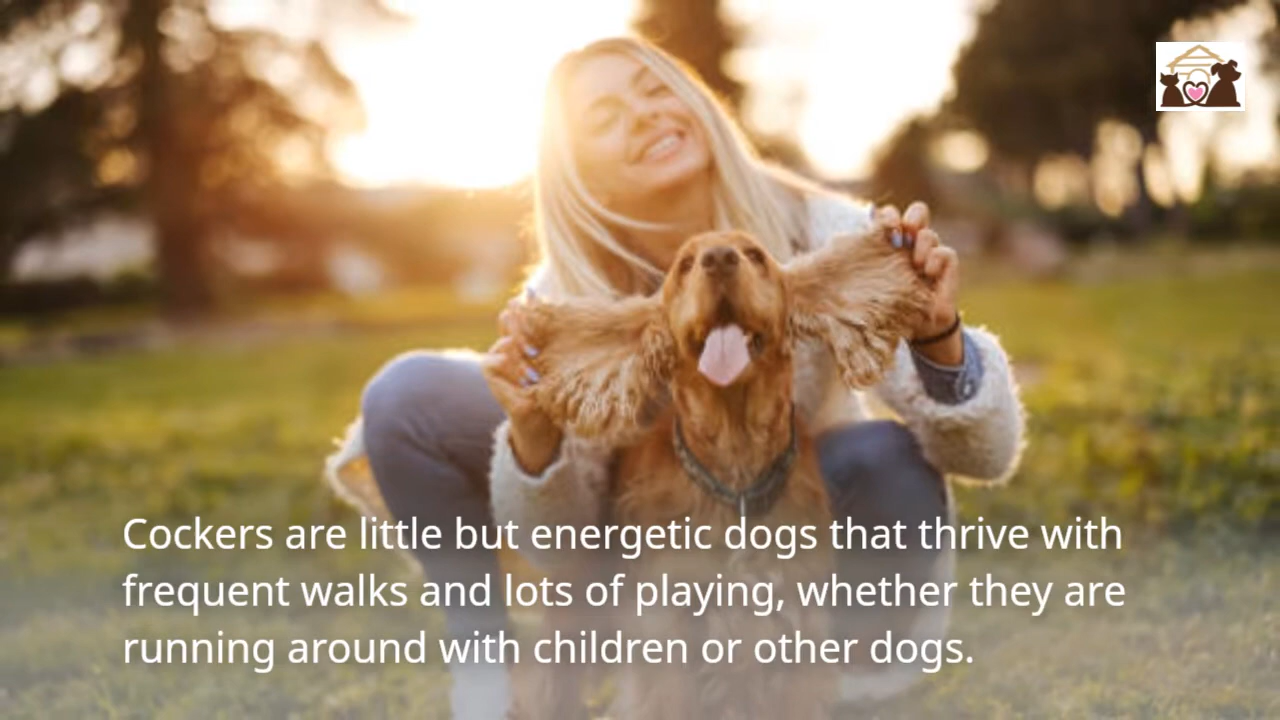 Cockers are little but energetic dogs that thrive with
frequent walks and lots of playing, whether they are
running around with children or other dogs.